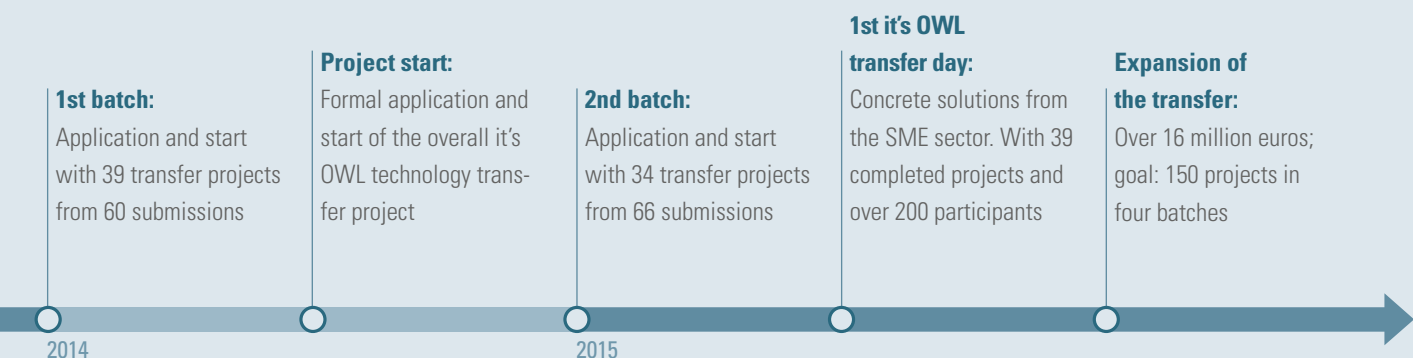 1st batch:
Application and start
with 39 transfer projects
from 60 submissions
Project start:
Formal application and
start of the overall it’s
OWL technology trans-
fer project
2nd batch:
Application and start
with 34 transfer projects
from 66 submissions
1st it’s OWL
transfer day:
Concrete solutions from
the SME sector. With 39
completed projects and
over 200 participants
Expansion of
the transfer:
Over 16 million euros;
goal: 150 projects in
four batches
2014
2015